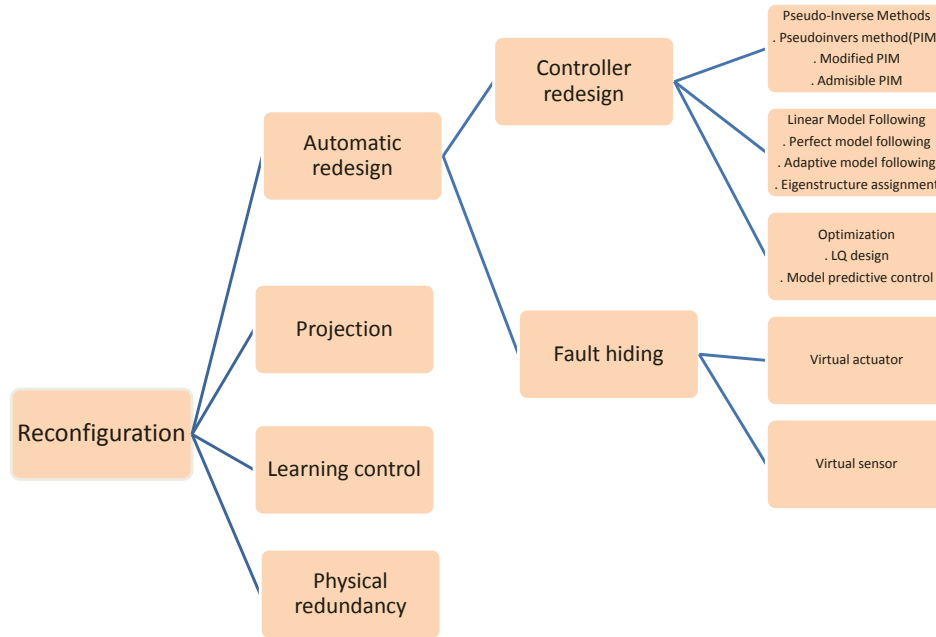 Reconfiguration
Automatic
redesign
Projection
Learning control
Physical
redundancy
Controller
redesign
Fault hiding
Pseudo-Inverse Methods
. Pseudoinvers method(PIM
. Modified PIM
. Admisible PIM
Linear Model Following
. Perfect model following
. Adaptive model following
. Eigenstructure assignment
Optimization
. LQ design
. Model predictive control
Virtual actuator
Virtual sensor